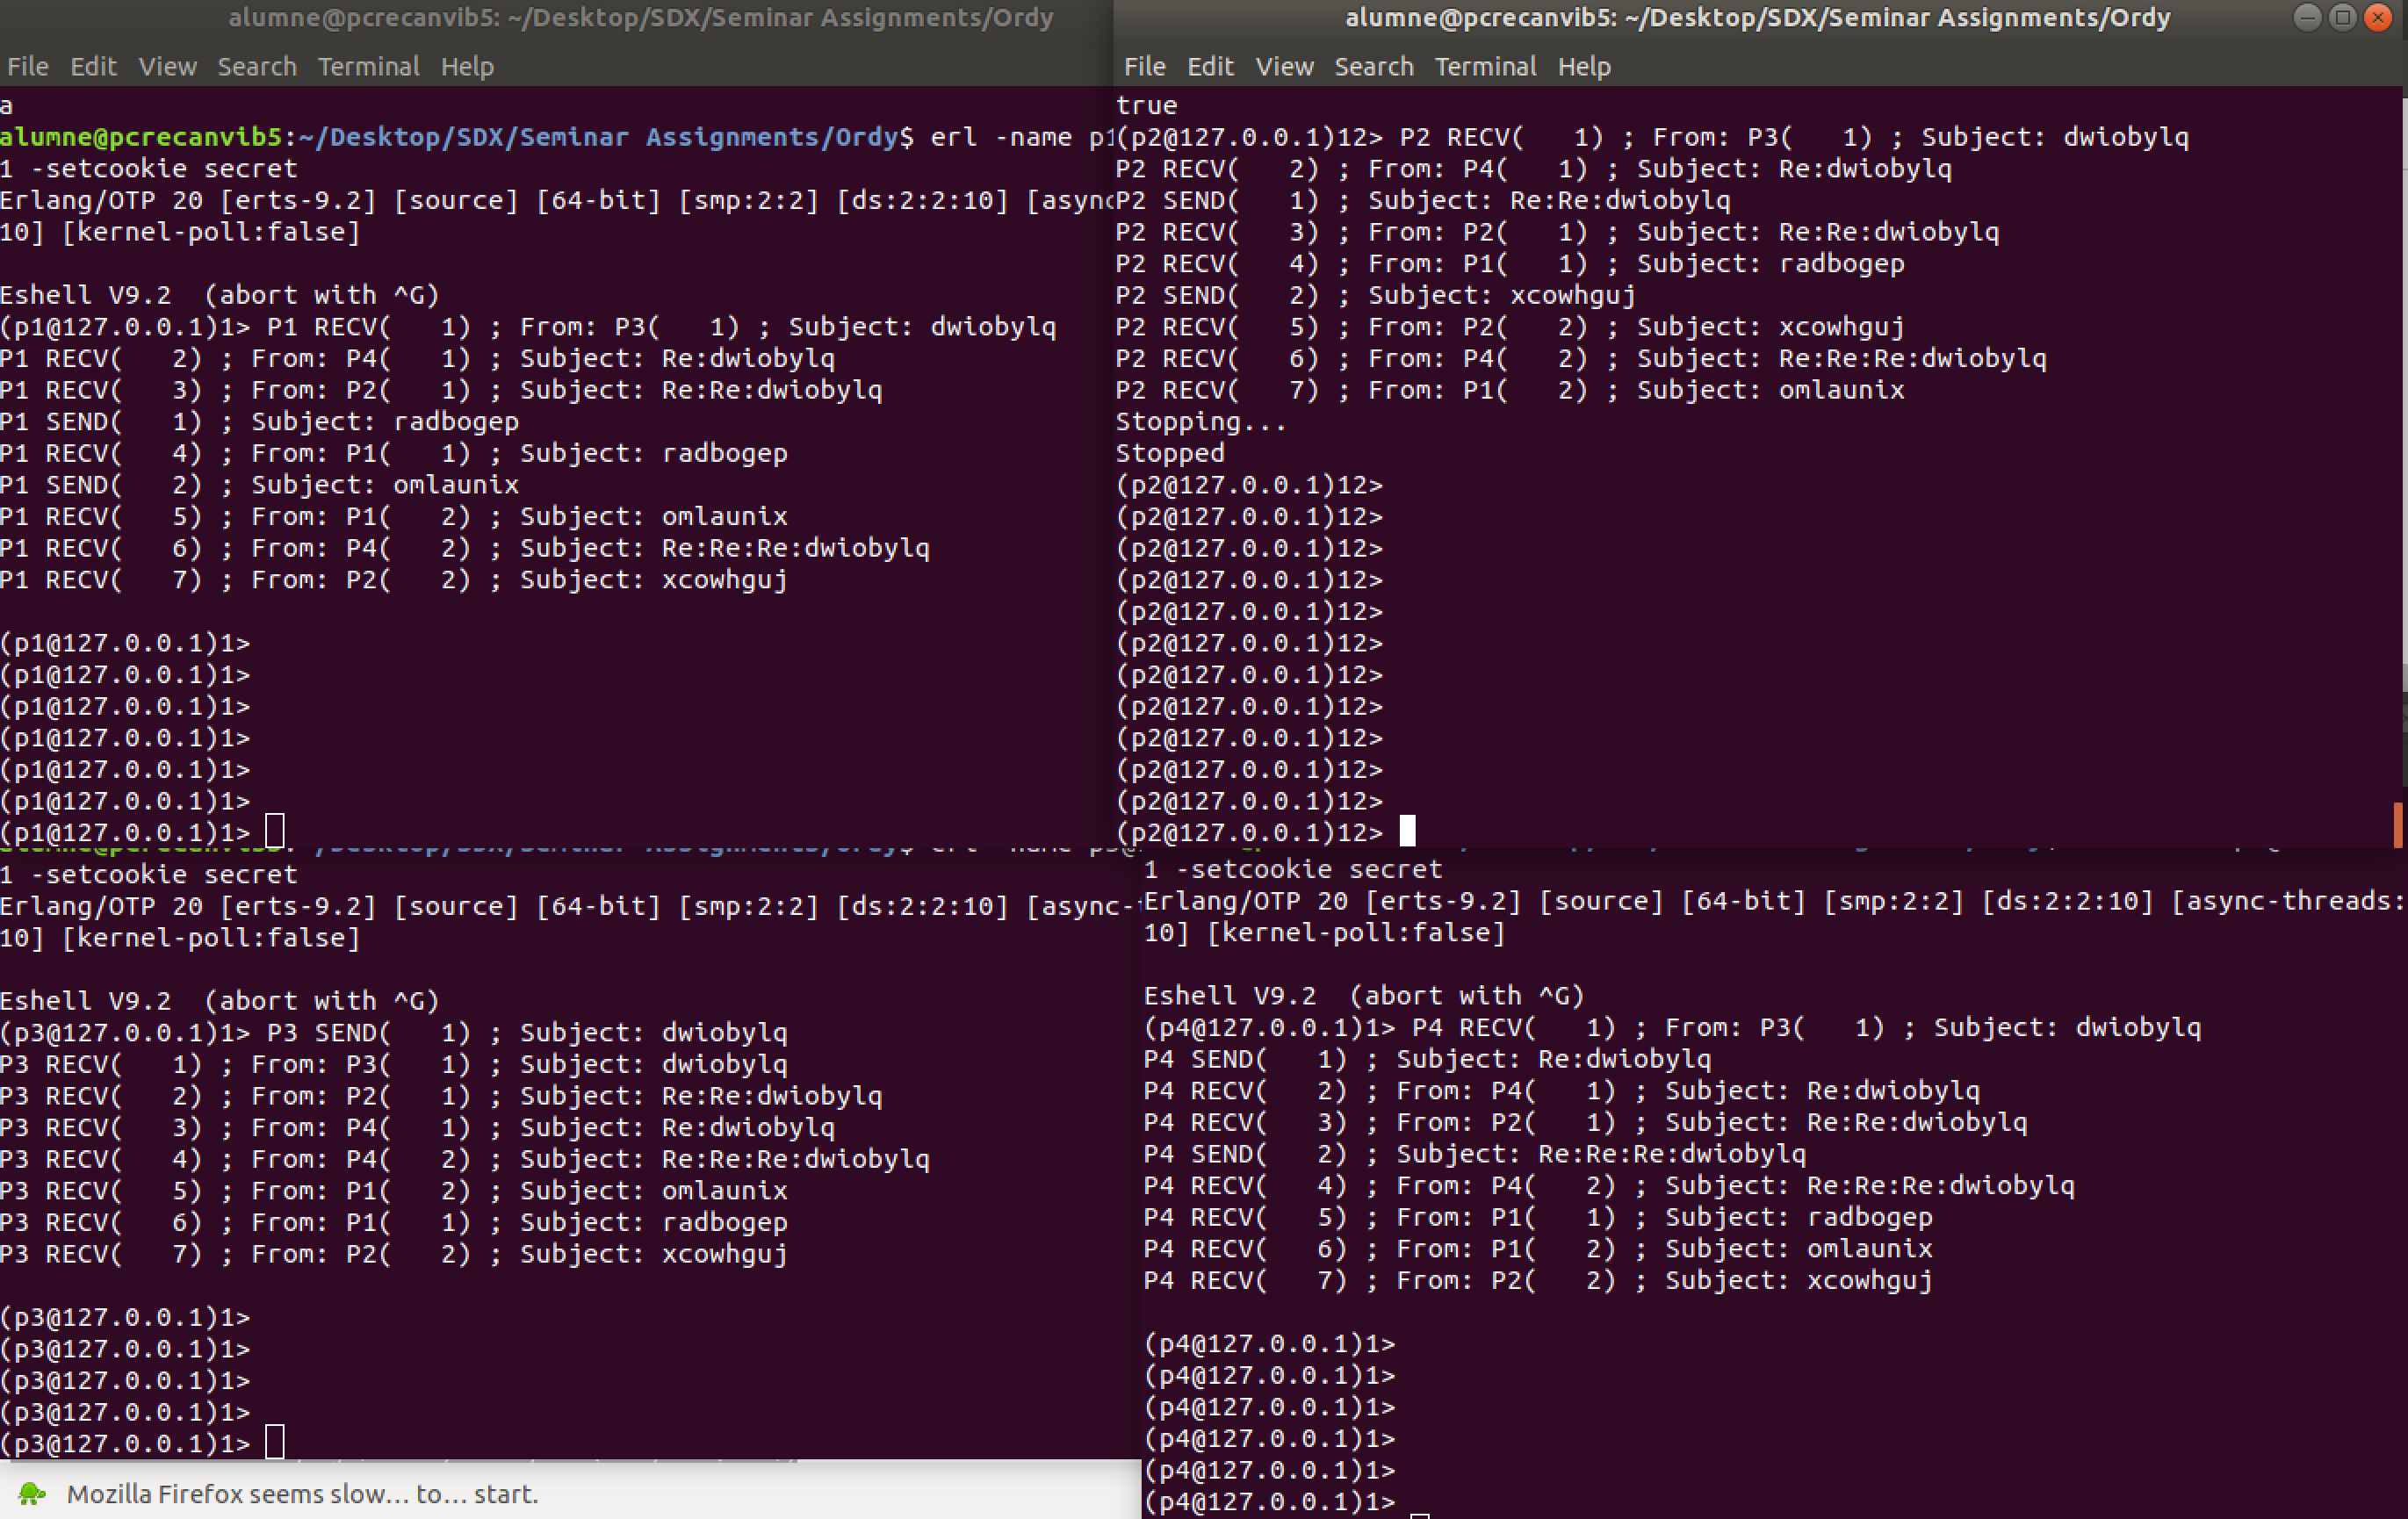 alumne@pcrecanvib5: ~/Desktop/SDX/Seminar Assignments/Ordy
File Edit View Search Terminal Help
a
alumne@pcrecanvib5:~/Desktop/SDX/Seminar Assignments/Ordy$ erl -name p1
1 -setcookie secret
Erlang/OTP 20 [erts-9.2] [source] [64-bit] [smp:2:2] [ds:2:2:10] [async
10] [kernel-poll:false]
Eshell V9.2  (abort with ^G)
(p1@127.0.0.1)1> P1 RECV(   1) ; From: P3(   1) ; Subject: dwiobylq
P1 RECV(   2) ; From: P4(   1) ; Subject: Re:dwiobylq
P1 RECV(   3) ; From: P2(   1) ; Subject: Re:Re:dwiobylq
P1 SEND(   1) ; Subject: radbogep
P1 RECV(   4) ; From: P1(   1) ; Subject: radbogep
P1 SEND(   2) ; Subject: omlaunix
P1 RECV(   5) ; From: P1(   2) ; Subject: omlaunix
P1 RECV(   6) ; From: P4(   2) ; Subject: Re:Re:Re:dwiobylq
P1 RECV(   7) ; From: P2(   2) ; Subject: xcowhguj
(p1@127.0.0.1)1>
(p1@127.0.0.1)1>
(p1@127.0.0.1)1>
(p1@127.0.0.1)1>
(p1@127.0.0.1)1>
(p1@127.0.0.1)1>
(p1@127.0.0.1)1>
alumne@pcrecanvib5: ~/Desktop/SDX/Seminar Assignments/Ordy
File Edit View Search Terminal Help
true
(p2@127.0.0.1)12> P2 RECV(   1) ; From: P3(   1) ; Subject: dwiobylq
P2 RECV(   2) ; From: P4(   1) ; Subject: Re:dwiobylq
P2 SEND(   1) ; Subject: Re:Re:dwiobylq
P2 RECV(   3) ; From: P2(   1) ; Subject: Re:Re:dwiobylq
P2 RECV(   4) ; From: P1(   1) ; Subject: radbogep
P2 SEND(   2) ; Subject: xcowhguj
P2 RECV(   5) ; From: P2(   2) ; Subject: xcowhguj
P2 RECV(   6) ; From: P4(   2) ; Subject: Re:Re:Re:dwiobylq
P2 RECV(   7) ; From: P1(   2) ; Subject: omlaunix
Stopping...
Stopped
(p2@127.0.0.1)12>
(p2@127.0.0.1)12>
(p2@127.0.0.1)12>
(p2@127.0.0.1)12>
(p2@127.0.0.1)12>
(p2@127.0.0.1)12>
(p2@127.0.0.1)12>
(p2@127.0.0.1)12>
(p2@127.0.0.1)12>
(p2@127.0.0.1)12>
(p2@127.0.0.1)12>
(p2@127.0.0.1)12>
1 -setcookie secret
Erlang/OTP 20 [erts-9.2] [source] [64-bit] [smp:2:2] [ds:2:2:10] [async-
10] [kernel-poll:false]
Eshell V9.2  (abort with ^G)
(p3@127.0.0.1)1> P3 SEND(   1) ; Subject: dwiobylq
P3 RECV(   1) ; From: P3(   1) ; Subject: dwiobylq
P3 RECV(   2) ; From: P2(   1) ; Subject: Re:Re:dwiobylq
P3 RECV(   3) ; From: P4(   1) ; Subject: Re:dwiobylq
P3 RECV(   4) ; From: P4(   2) ; Subject: Re:Re:Re:dwiobylq
P3 RECV(   5) ; From: P1(   2) ; Subject: omlaunix
P3 RECV(   6) ; From: P1(   1) ; Subject: radbogep
P3 RECV(   7) ; From: P2(   2) ; Subject: xcowhguj
(p3@127.0.0.1)1>
(p3@127.0.0.1)1>
(p3@127.0.0.1)1>
(p3@127.0.0.1)1>
(p3@127.0.0.1)1>
Mozilla Firefox seems slow... to... start.
1 -setcookie secret
Erlang/OTP 20 [erts-9.2] [source] [64-bit] [smp:2:2] [ds:2:2:10] [async-threads:
10] [kernel-poll:false]
Eshell V9.2  (abort with ^G)
(p4@127.0.0.1)1> P4 RECV(   1) ; From: P3(   1) ; Subject: dwiobylq
P4 SEND(   1) ; Subject: Re:dwiobylq
P4 RECV(   2) ; From: P4(   1) ; Subject: Re:dwiobylq
P4 RECV(   3) ; From: P2(   1) ; Subject: Re:Re:dwiobylq
P4 SEND(   2) ; Subject: Re:Re:Re:dwiobylq
P4 RECV(   4) ; From: P4(   2) ; Subject: Re:Re:Re:dwiobylq
P4 RECV(   5) ; From: P1(   1) ; Subject: radbogep
P4 RECV(   6) ; From: P1(   2) ; Subject: omlaunix
P4 RECV(   7) ; From: P2(   2) ; Subject: xcowhguj
(p4@127.0.0.1)1>
(p4@127.0.0.1)1>
(p4@127.0.0.1)1>
(p4@127.0.0.1)1>
(p4@127.0.0.1)1>
(p4@127.0.0.1)1>